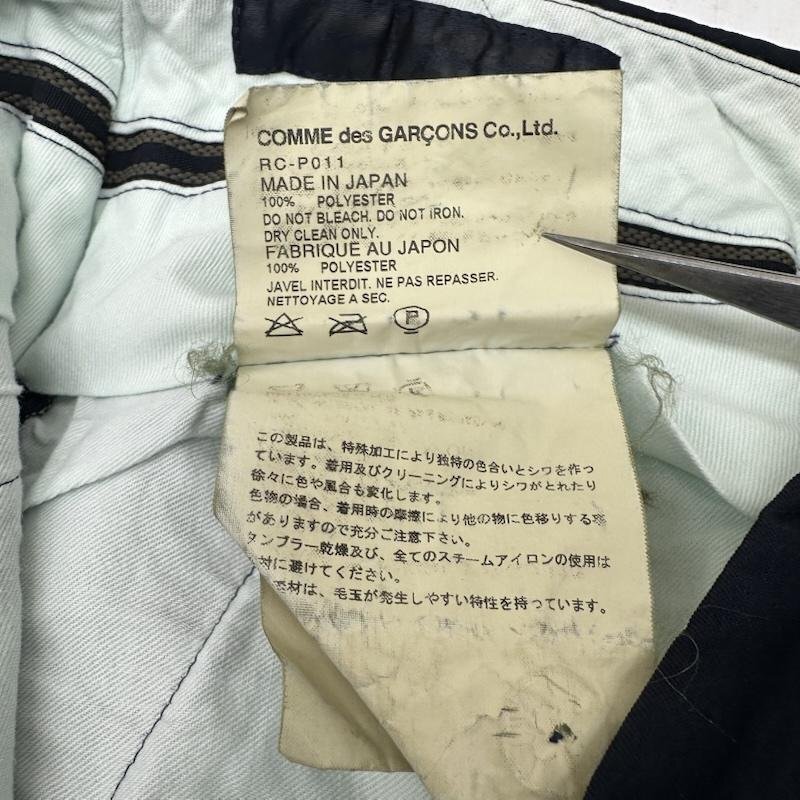 COMME des GARÇONS Co.,Ltd.
RC-P011
MADE IN JAPAN
100% POLYESTER
DO NOT BLEACH. DO NOT IRON.
DRY CLEAN ONLY.
FABRIQUE AU JAPON
100% POLYESTER
JAVEL INTERDIT. NE PAS REPASSER.
NETTOYAGE A SEC.
P
この製品は、特殊加工により独特の色合いとシワを作っ
ています。着用及びクリーニングによりシワがとれたり
徐々に色や風合も変化します。
色物の場合、着用時の摩擦により他の物に色移りする事
がありますので充分ご注意下さい。
タンブラー乾燥及び、全てのスチームアイロンの使用は
対に避けてください。
素材は、毛玉が発生しやすい特性を持っています。